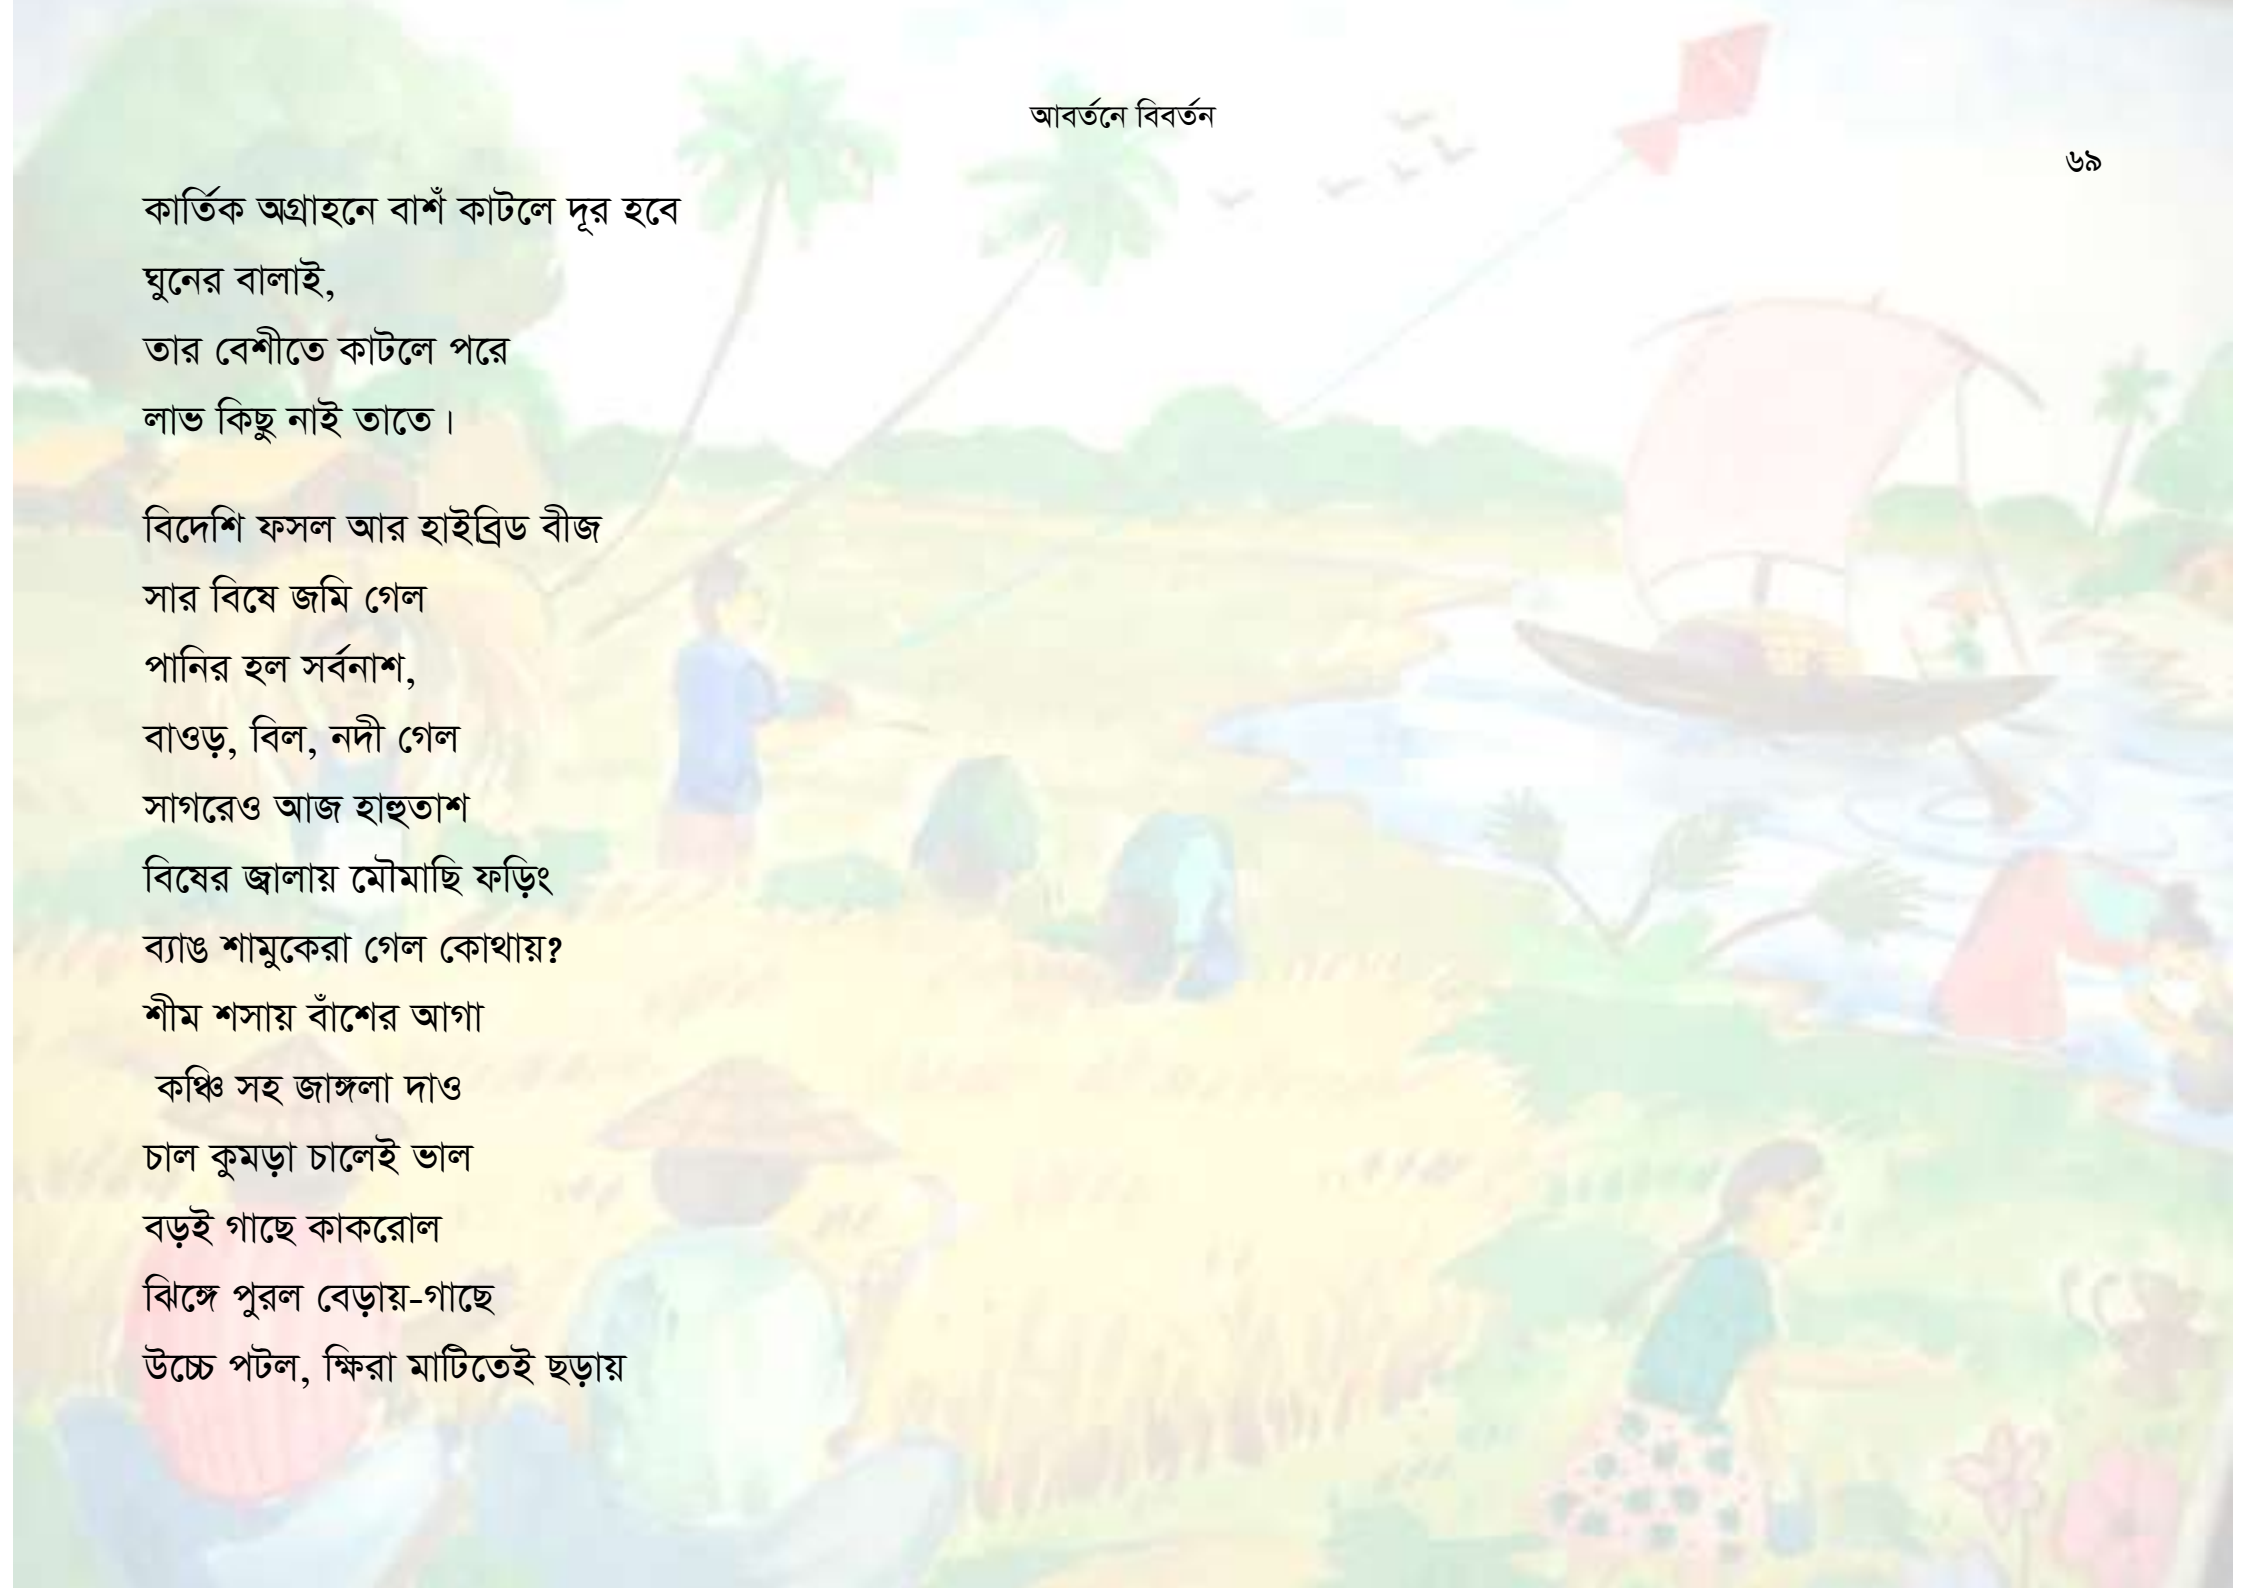 আবর্তনে বিবর্তন
৬৯
কার্তিক অগ্রাহনে বাশঁ কাটলে দূর হবে
ঘুনের বালাই,
তার বেশীতে কাটলে পরে
লাভ কিছু নাই তাতে।
বিদেশি ফসল আর হাইব্রিড বীজ
সার বিষে জমি গেল
পানির হল সর্বনাশ,
বাওড়, বিল, নদী গেল
সাগরেও আজ হাহুতাশ
বিষের জ্বালায় মৌমাছি ফড়িং
ব্যাঙ শামুকেরা গেল কোথায়?
শীম শসায় বাঁশের আগা
কঞ্চি সহ জাঙ্গলা দাও
চাল কুমড়া চালেই ভাল
বড়ই গাছে কাকরোল
ঝিঙ্গে পুরল বেড়ায়-গাছে
উচ্চে পটল, ক্ষিরা মাটিতেই ছড়ায়